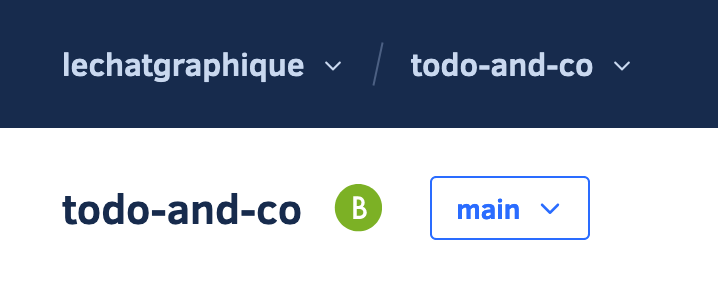 lechatgraphique / todo-and-co
todo-and-co B main